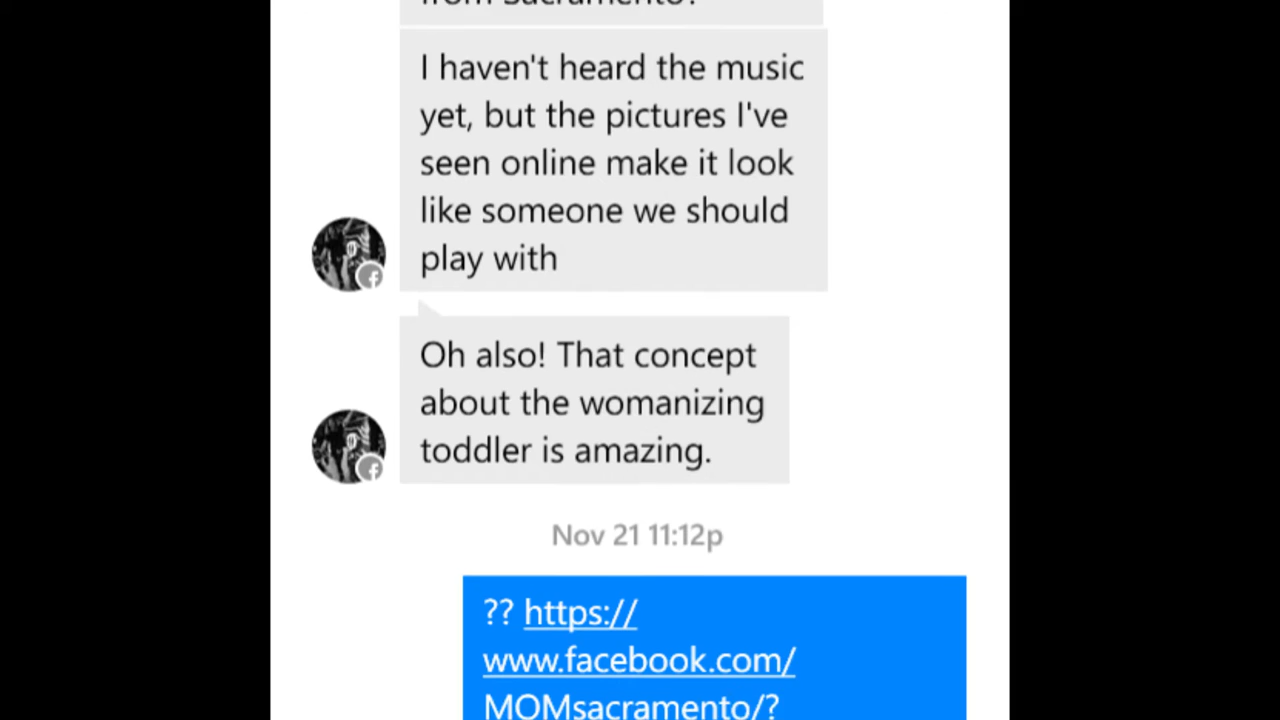 from Sacramento?
I haven't heard the music
yet, but the pictures I've
seen online make it look
like someone we should
play with
Oh also! That concept
about the womanizing
toddler is amazing.
Nov 21 11:12p
?? https://
www.facebook.com/
MOMsacramento/?